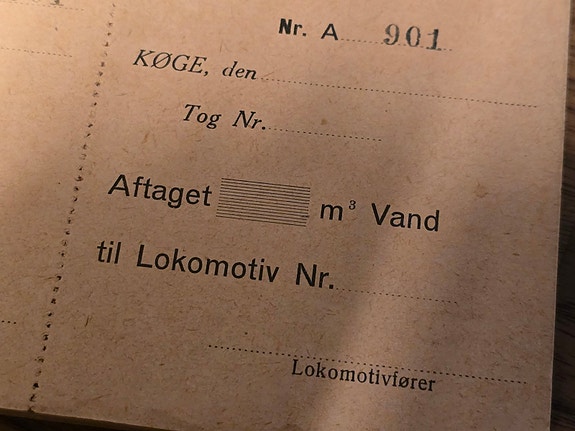 Nr. A 901
KØGE, den
Tog Nr.
Aftaget m³ Vand
til Lokomotiv Nr.
Lokomotivfører